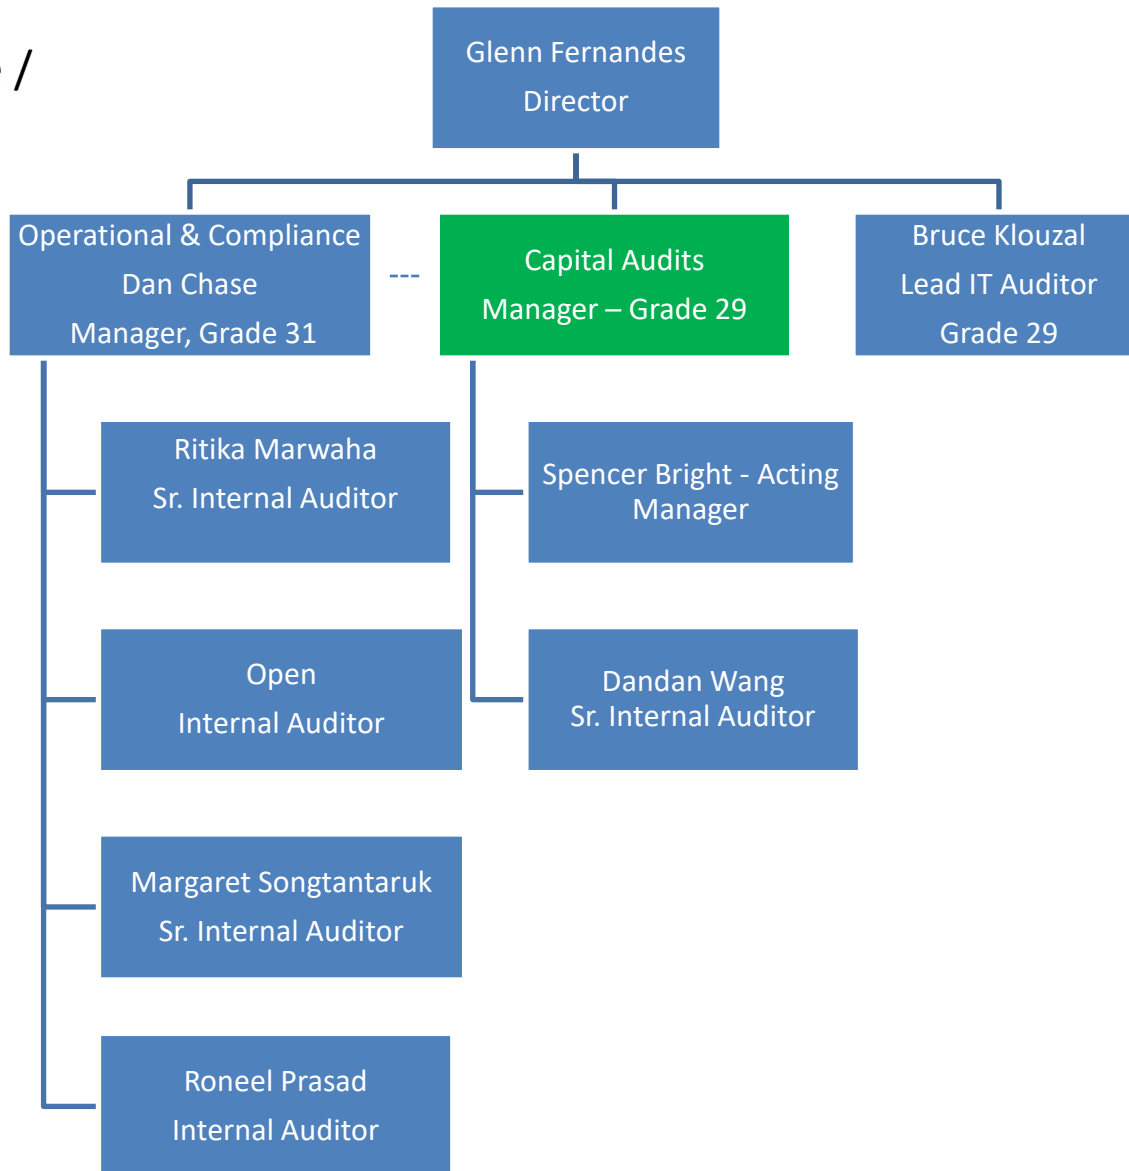 /
Glenn Fernandes
Director
Operational & Compliance
Dan Chase
Manager, Grade 31
Capital Audits
Manager – Grade 29
Bruce Klouzal
Lead IT Auditor
Grade 29
Ritika Marwaha
Sr. Internal Auditor
Spencer Bright - Acting
Manager
Open
Internal Auditor
Dandan Wang
Sr. Internal Auditor
Margaret Songtantaruk
Sr. Internal Auditor
Roneel Prasad
Internal Auditor